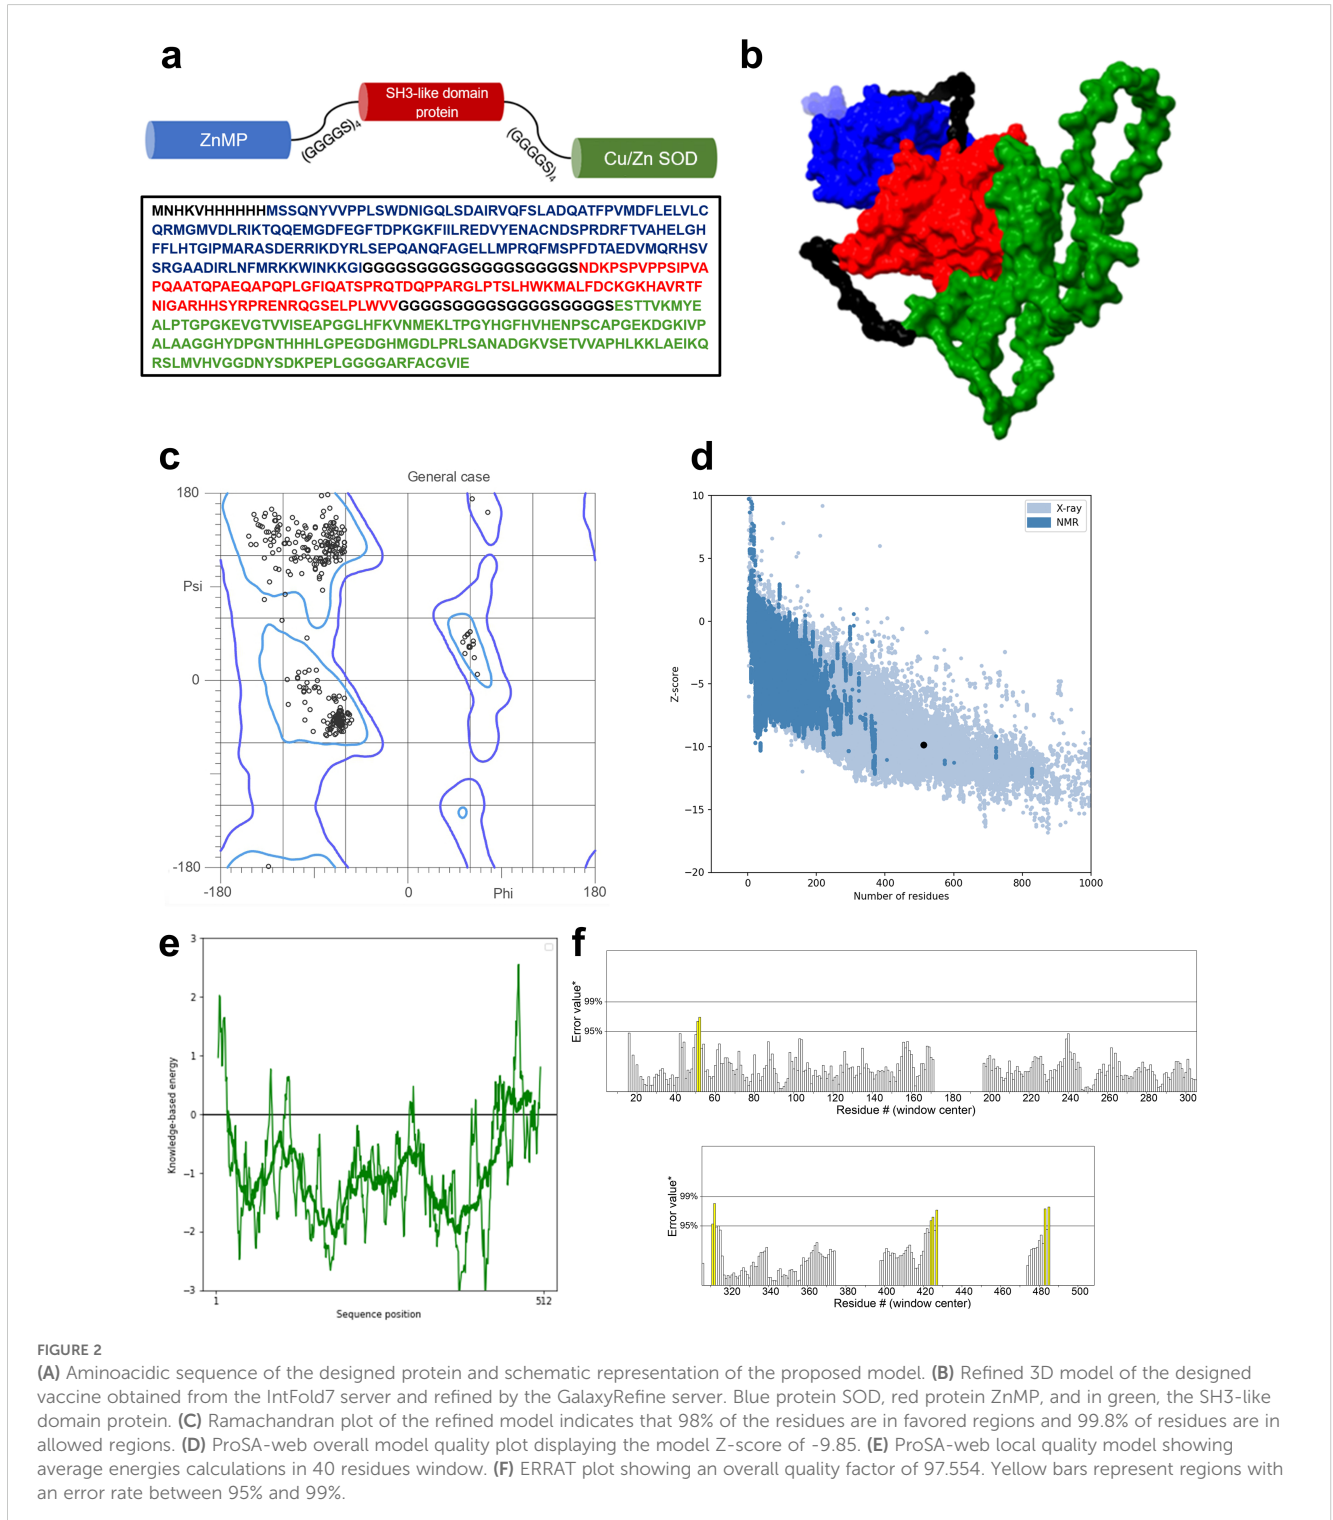 a
ZnMP
(GGGGS)4
SH3-like domain
protein
(GGGGS)4
Cu/Zn SOD
MNHKVHHHHHHMSSQNYVVPPLSWDNIGQLSDAIRVQFSLADQATFPVMDFLELVLC
QRMGMVDLRIKTQQEMGDFEGFTDPKGKFIILREDVYENACNDSPRDRFTVAHELGH
FFLHTGIPMARASDERRIKDYRLSEPQANQFAGELLMPRQFMSPFDTAEDVMQRHSV
SRGAADIRLNFMRKKWINKKGIGGGGSGGGGSGGGGSGGGGSNDKPSPVPPSIPVA
PQAATQPAEQAPQPLGFIQATSPRQTDQPPARGLPTSLHWKMALFDCKGKHAVRTF
NIGARHHSYRPRENRQGSELPLWVVGGGGSGGGGSGGGGSGGGGSESTTVKMYE
ALPTGPGKEVGTVVISEAPGGLHFKVNMEKLTPGYHGFHVHENPSCAPGEKDGKIVP
ALAAGGHYDPGNTHHHLGPEGDGHMGDLPRLSANADGKVSETVVAPHLKKLAEIKQ
RSLMVHVGGDNYSDKPEPLGGGGARFACGVIE
b
c
General case
180
Psi
0
-180
-180
0
Phi
180
d
10
5
0
−5
−10
−15
−20
Z-score
X-ray
NMR
0
200
400
600
800
1000
Number of residues
e
3
2
1
0
−1
−2
−3
Knowledge-based energy
1
512
Sequence position
f
Error value*
99%
95%
20 40 60 80 100 120 140 160 180 200 220 240 260 280 300
Residue # (window center)
Error value*
99%
95%
320 340 360 380 400 420 440 460 480 500
Residue # (window center)
FIGURE 2
(A) Aminoacidic sequence of the designed protein and schematic representation of the proposed model. (B) Refined 3D model of the designed
vaccine obtained from the IntFold7 server and refined by the GalaxyRefine server. Blue protein SOD, red protein ZnMP, and in green, the SH3-like
domain protein. (C) Ramachandran plot of the refined model indicates that 98% of the residues are in favored regions and 99.8% of residues are in
allowed regions. (D) ProSA-web overall model quality plot displaying the model Z-score of -9.85. (E) ProSA-web local quality model showing
average energies calculations in 40 residues window. (F) ERRAT plot showing an overall quality factor of 97.554. Yellow bars represent regions with
an error rate between 95% and 99%.